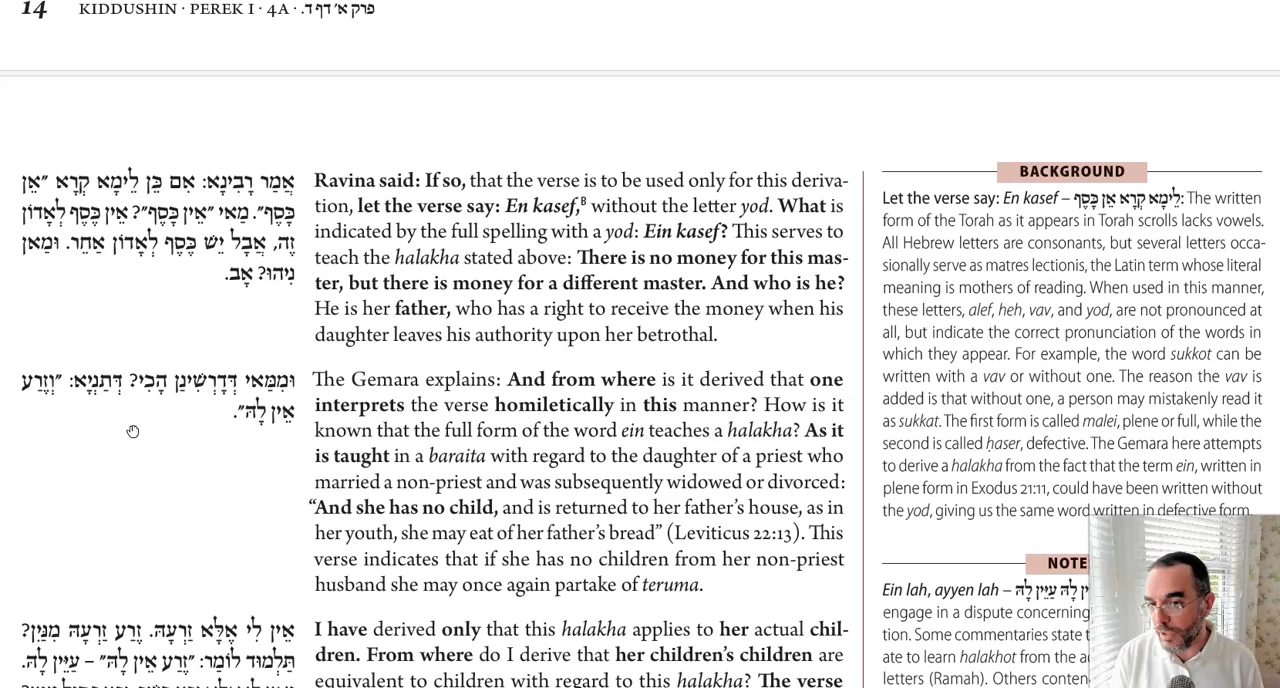 14 KIDDUSHIN · PEREK I · 4A · .פרק א׳ דף ד
אֲמַר רָבִינָא: אִם כֵּן לֵימָא קְרָא ״אֵן
כָּסֶף״. מַאי ״אֵין כָּסֶף״? אֵין כֶּסֶף לְאָדוֹן
זֶה, אֲבָל יֵשׁ כֶּסֶף לְאָדוֹן אַחֵר. וּמַאן
נִיהוּ? אָב.
וּמִמַּאי דְּדָרְשִׁינַן הָכִי? דְּתַנְיָא: ״וְזֶרַע
אֵין לָהּ״.
אֵין לִי אֶלָּא זַרְעָהּ. זֶרַע זַרְעָהּ מִנַּיִן?
תַּלְמוּד לוֹמַר: ״זֶרַע אֵין לָהּ״ – עַיֵּין לָהּ.
Ravina said: If so, that the verse is to be used only for this deriva-
tion, let the verse say: En kasef,ᴮ without the letter yod. What is
indicated by the full spelling with a yod: Ein kasef? This serves to
teach the halakha stated above: There is no money for this mas-
ter, but there is money for a different master. And who is he?
He is her father, who has a right to receive the money when his
daughter leaves his authority upon her betrothal.
The Gemara explains: And from where is it derived that one
interprets the verse homiletically in this manner? How is it
known that the full form of the word ein teaches a halakha? As it
is taught in a baraita with regard to the daughter of a priest who
married a non-priest and was subsequently widowed or divorced:
“And she has no child, and is returned to her father’s house, as in
her youth, she may eat of her father’s bread” (Leviticus 22:13). This
verse indicates that if she has no children from her non-priest
husband she may once again partake of teruma.
I have derived only that this halakha applies to her actual chil-
dren. From where do I derive that her children’s children are
equivalent to children with regard to this halakha? The verse
BACKGROUND
Let the verse say: En kasef – לֵימָא קְרָא אֵן כָּסֶף: The written
form of the Torah as it appears in Torah scrolls lacks vowels.
All Hebrew letters are consonants, but several letters occa-
sionally serve as matres lectionis, the Latin term whose literal
meaning is mothers of reading. When used in this manner,
these letters, alef, heh, vav, and yod, are not pronounced at
all, but indicate the correct pronunciation of the words in
which they appear. For example, the word sukkot can be
written with a vav or without one. The reason the vav is
added is that without one, a person may mistakenly read it
as sukkat. The first form is called malei, plene or full, while the
second is called ḥaser, defective. The Gemara here attempts
to derive a halakha from the fact that the term ein, written in
plene form in Exodus 21:11, could have been written without
the yod, giving us the same word written in defective form.
NOTE
Ein lah, ayyen lah – אֵין לָהּ עַיֵּין לָהּ
engage in a dispute concerning
tion. Some commentaries state
ate to learn halakhot from the
letters (Ramah). Others